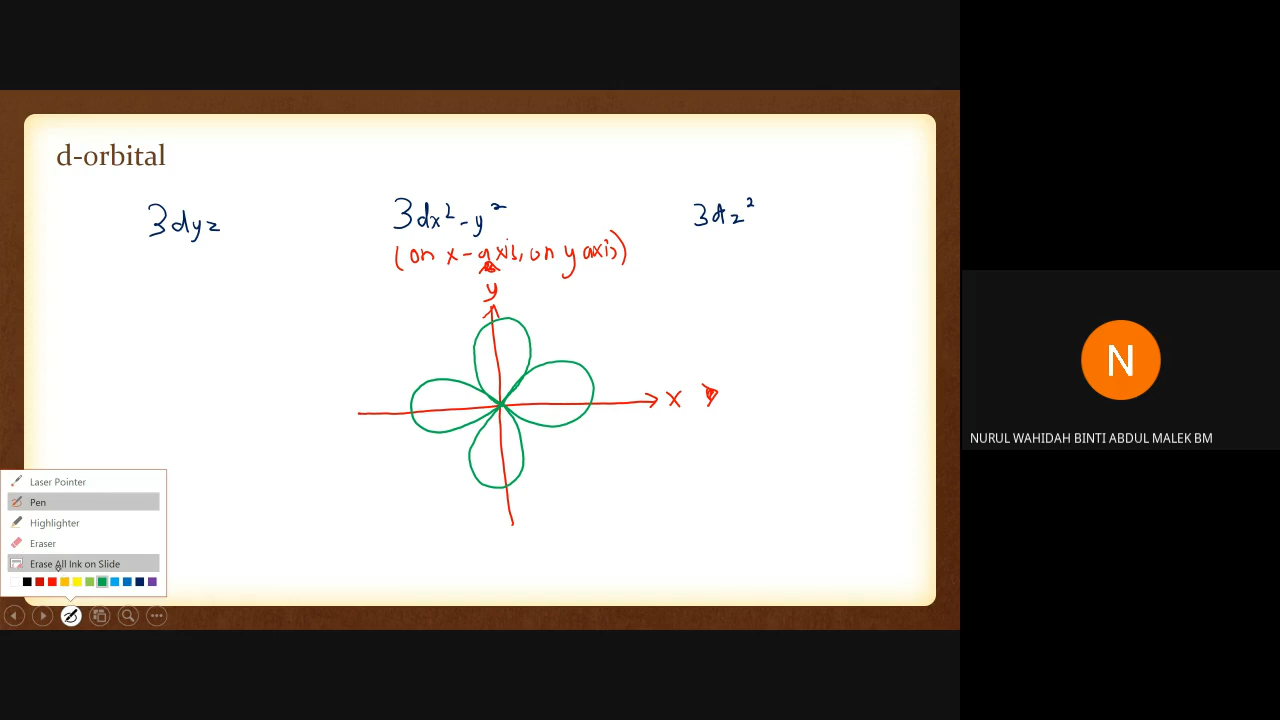 d-orbital
3dyz
3dx²-y²
3dz²
(on x-axis, on y axis)
y
x
N
NURUL WAHIDAH BINTI ABDUL MALEK BM
Laser Pointer
Pen
Highlighter
Eraser
Erase All Ink on Slide